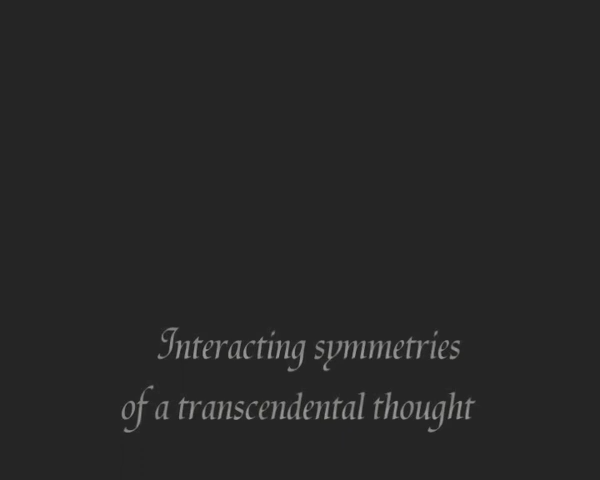 Interacting symmetries
of a transcendental thought